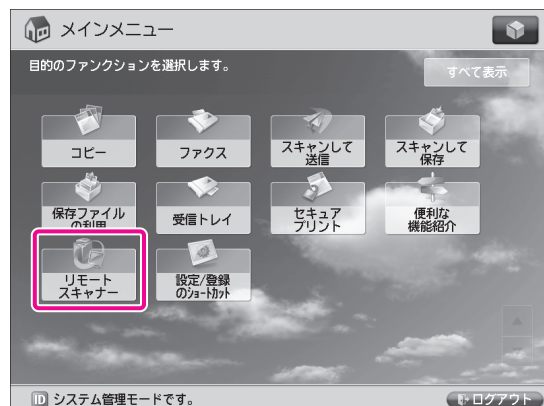 メインメニュー
目的のファンクションを選択します。
すべて表示
コピー
ファクス
スキャンして
送信
スキャンして
保存
保存ファイル
の利用
受信トレイ
セキュア
プリント
便利な
機能紹介
リモート
スキャナー
設定/登録
のショートカット
ID システム管理モードです。
ログアウト